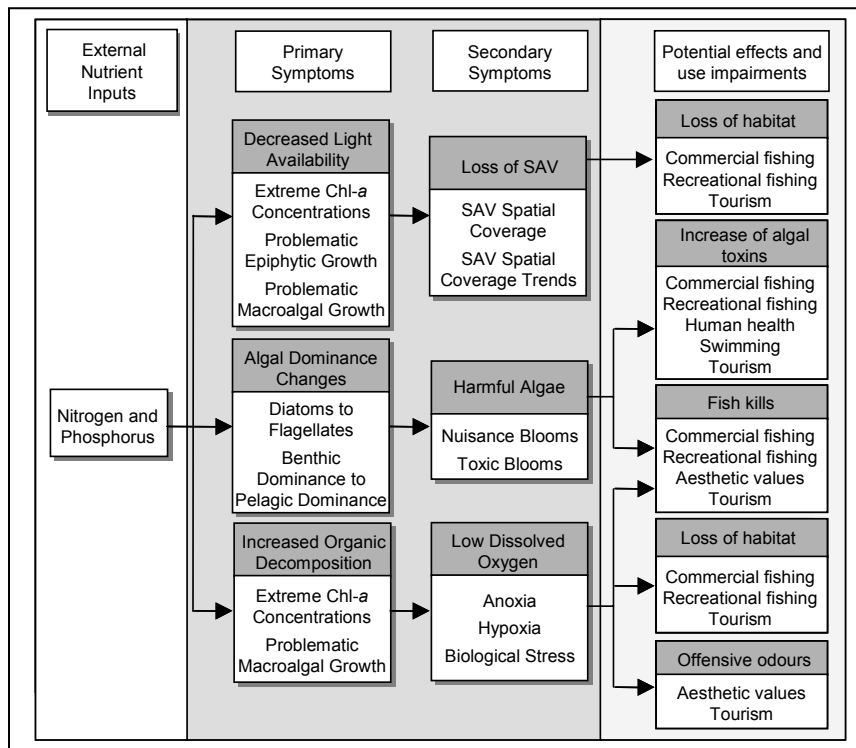 External
Nutrient
Inputs
Primary
Symptoms
Secondary
Symptoms
Potential effects and
use impairments
Nitrogen and
Phosphorus
Decreased Light
Availability
Extreme Chl-a
Concentrations
Problematic
Epiphytic Growth
Problematic
Macroalgal Growth
Algal Dominance
Changes
Diatoms to
Flagellates
Benthic
Dominance to
Pelagic Dominance
Increased Organic
Decomposition
Extreme Chl-a
Concentrations
Problematic
Macroalgal Growth
Loss of SAV
SAV Spatial
Coverage
SAV Spatial
Coverage Trends
Harmful Algae
Nuisance Blooms
Toxic Blooms
Low Dissolved
Oxygen
Anoxia
Hypoxia
Biological Stress
Loss of habitat
Commercial fishing
Recreational fishing
Tourism
Increase of algal
toxins
Commercial fishing
Recreational fishing
Human health
Swimming
Tourism
Fish kills
Commercial fishing
Recreational fishing
Aesthetic values
Tourism
Loss of habitat
Commercial fishing
Recreational fishing
Tourism
Offensive odours
Aesthetic values
Tourism